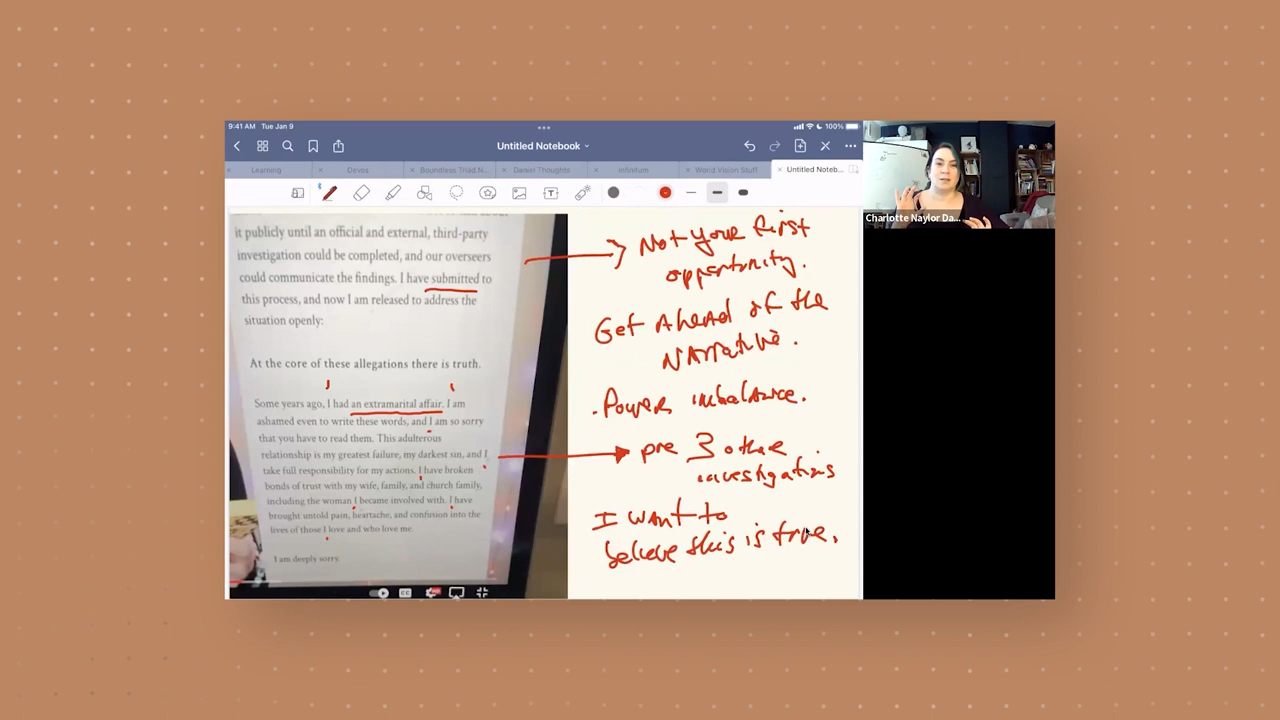 9:41 AM Tue Jan 9
100%
Untitled Notebook
Learning
Devos
Boundless Triad N...
Daniel Thoughts
Infinitum
World Vision Stuff
Untitled Noteb...
T
it publicly until an official and external, third-party
investigation could be completed, and our overseers
could communicate the findings. I have submitted to
this process, and now I am released to address the
situation openly:
At the core of these allegations there is truth.
Some years ago, I had an extramarital affair. I am
ashamed even to write these words, and I am so sorry
that you have to read them. This adulterous
relationship is my greatest failure, my darkest sin, and I
take full responsibility for my actions. I have broken
bonds of trust with my wife, family, and church family,
including the woman I became involved with. I have
brought untold pain, heartache, and confusion into the
lives of those I love and who love me.
I am deeply sorry.
CC
Not your first
opportunity.
Get Ahead of the
Narrative.
. Power imbalance.
pre 3 other
investigations
I want to
believe this is true.
Charlotte Naylor Da...